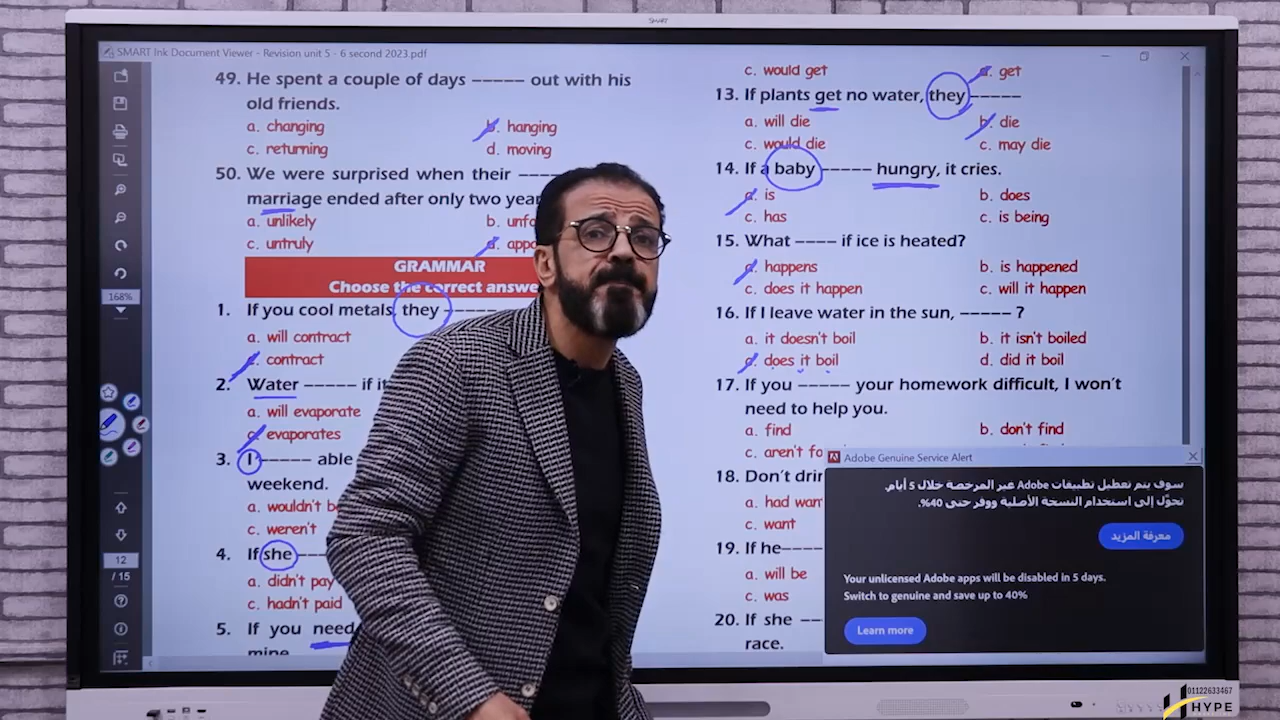 SMART
SMART Ink Document Viewer - Revision unit 5 - 6 second 2023.pdf
49. He spent a couple of days ----- out with his
old friends.
a. changing
b. hanging
c. returning
d. moving
50. We were surprised when their -----
marriage ended after only two
a. unlikely
c. untruly
GRAMMAR
Choose the correct
1. If you cool metals, they -----
a. will contract
c. contract
2. Water ----- if
a. will evaporate
c. evaporates
3. I ----- able
weekend.
a. wouldn't
c. weren't
4. If she
a. didn't pay
c. hadn't paid
5. If you need
mine
c. would get
d. get
13. If plants get no water, they -----
a. will die
b. die
c. would die
c. may die
14. If a baby ----- hungry, it cries.
a. is
b. does
c. has
c. is being
15. What ---- if ice is heated?
a. happens
b. is happened
c. does it happen
c. will it happen
16. If I leave water in the sun, ----- ?
a. it doesn't boil
b. it isn't boiled
c. does it boil
d. did it boil
17. If you ----- your homework difficult, I won't
need to help you.
a. find
b. don't find
c. aren't
18. Don't
a. had
c. want
19. If he----
a. will be
c. was
20. If she
race.
168%
12
/ 15
Adobe Genuine Service Alert
سوف يتم تعطيل تطبيقات Adobe غير المرخصة خلال 5 أيام.
تحوّل إلى استخدام النسخة الأصلية ووفر حتى 40%.
معرفة المزيد
Your unlicensed Adobe apps will be disabled in 5 days.
Switch to genuine and save up to 40%
Learn more
01122633467
HYPE